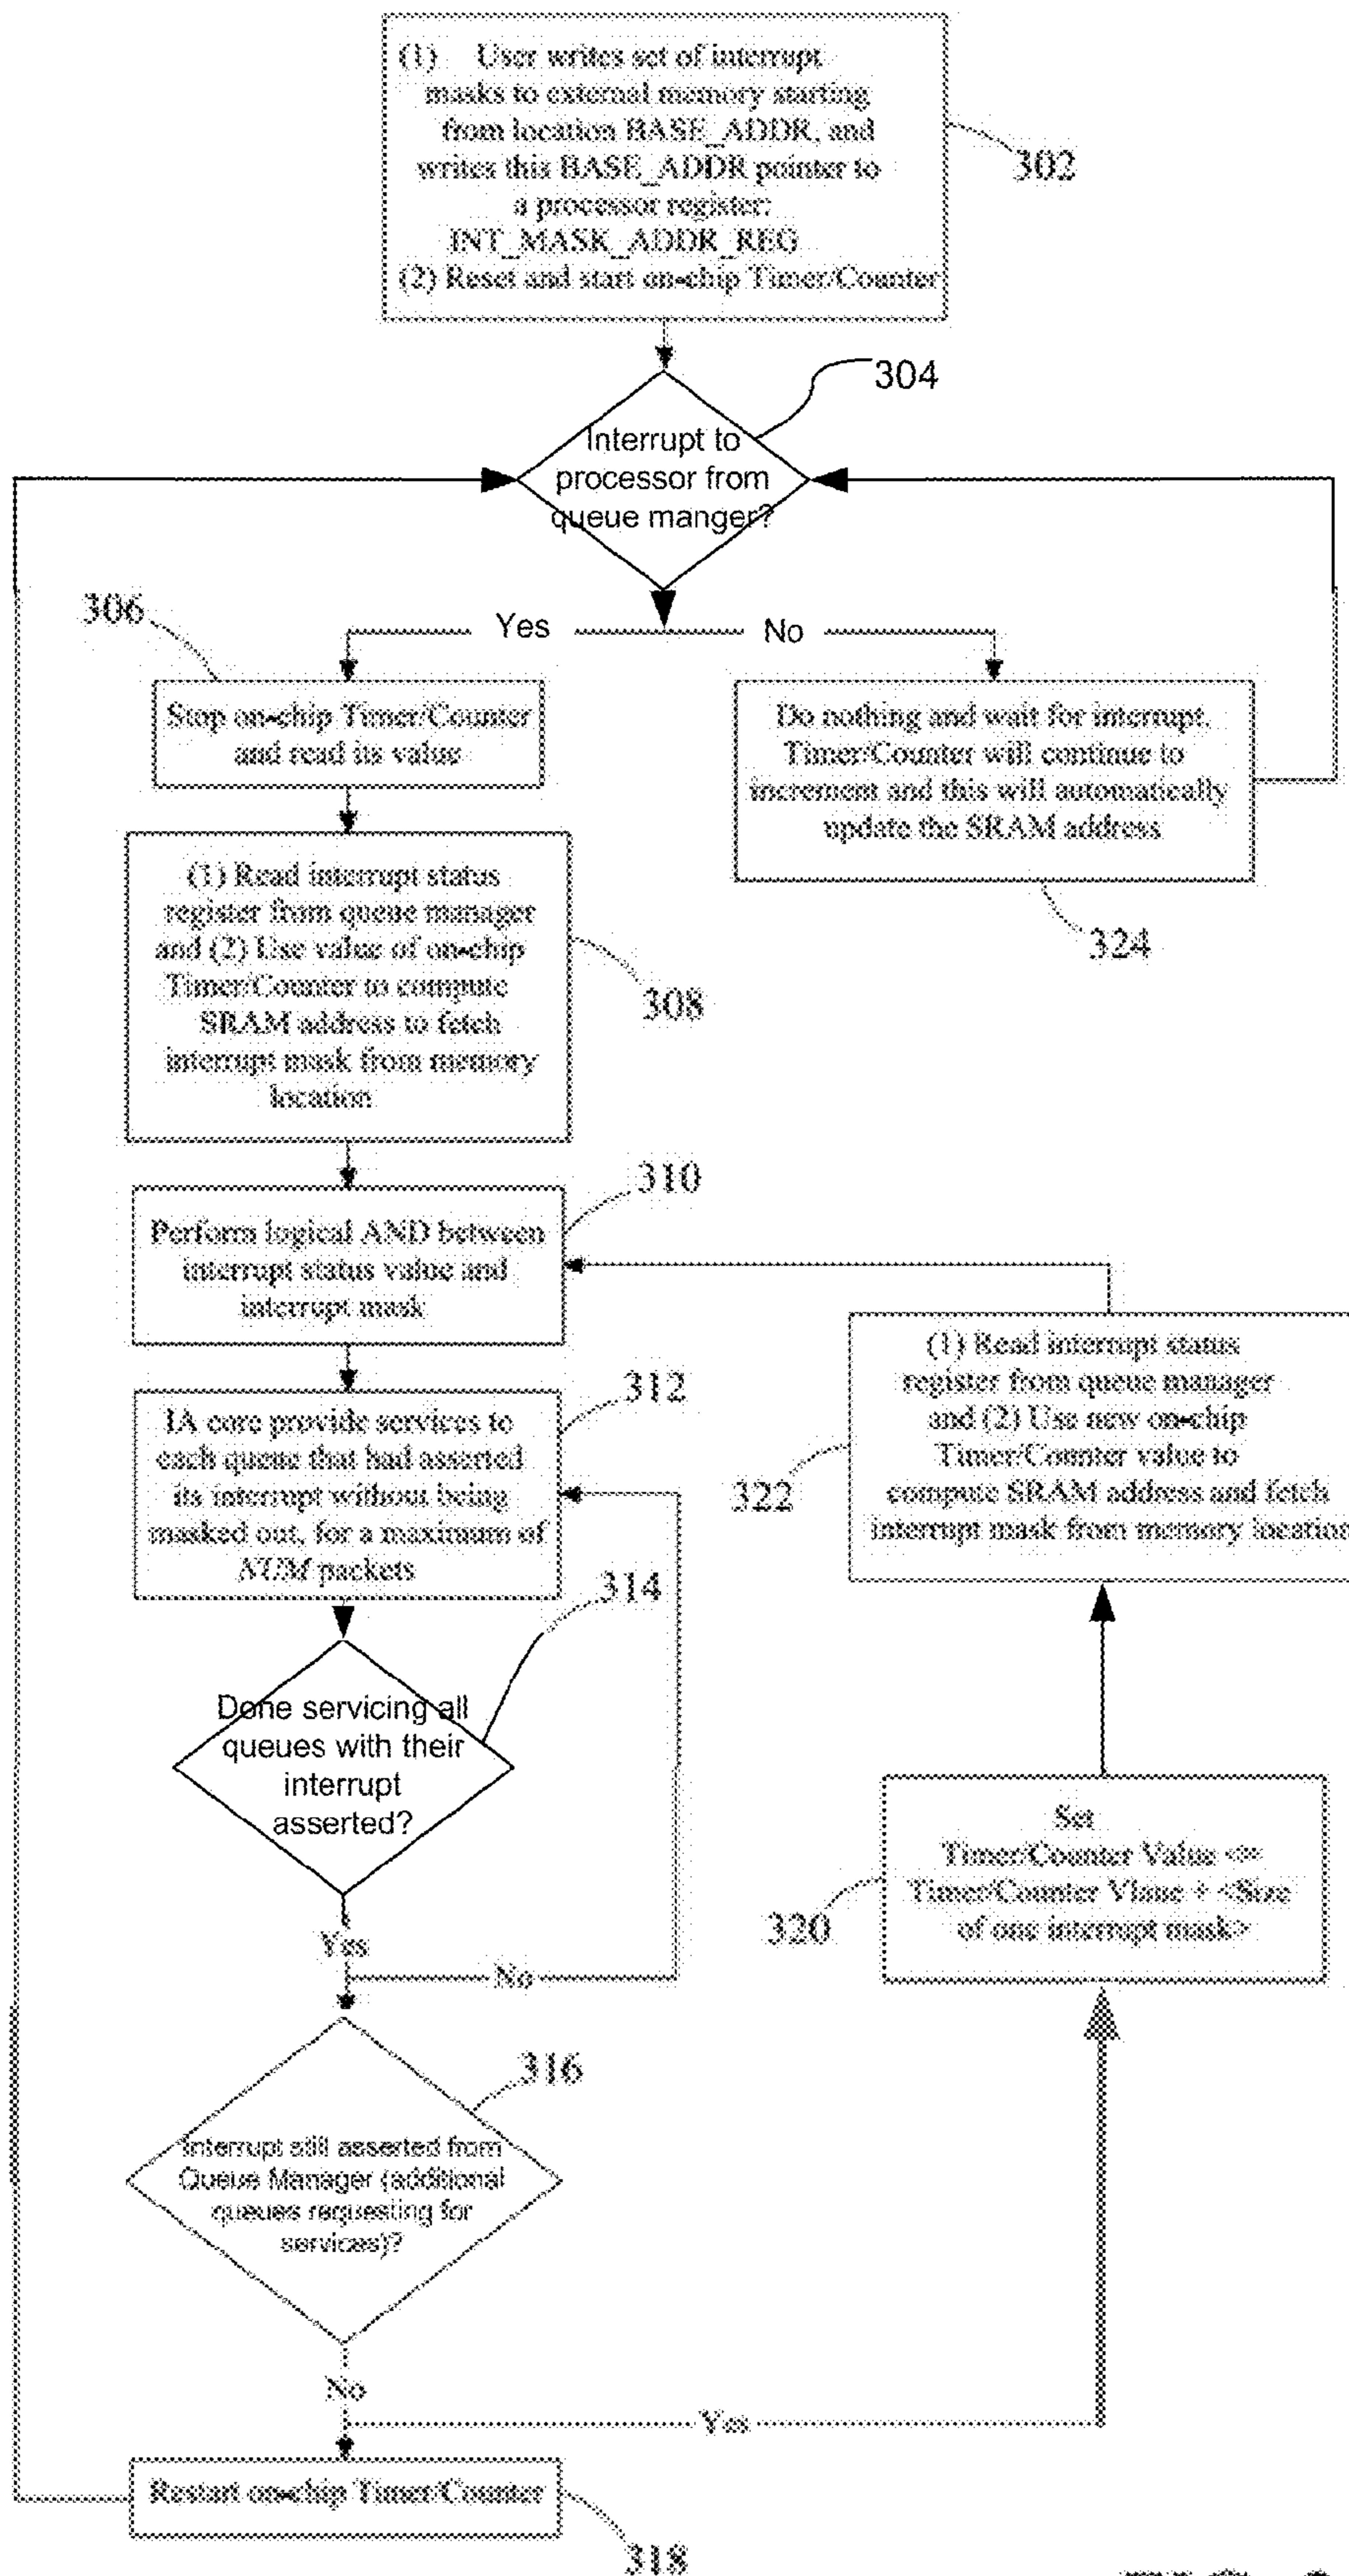 (1) User writes set of interrupt
masks to external memory starting
from location BASE_ADDR, and
writes this BASE_ADDR pointer to
a processor register:
INT_MASK_ADDR_REG
(2) Reset and start on-chip Timer/Counter
302
304
Interrupt to
processor from
queue manger?
306
Yes
No
Stop on-chip Timer/Counter
and read its value
Do nothing and wait for interrupt.
Timer/Counter will continue to
increment and this will automatically
update the SRAM address
324
(1) Read interrupt status
register from queue manager
and (2) Use value of on-chip
Timer/Counter to compute
SRAM address to fetch
interrupt mask from memory
location
308
310
Perform logical AND between
interrupt status value and
interrupt mask
312
IA core provide services to
each queue that had asserted
its interrupt without being
masked out, for a maximum of
NUM packets
(1) Read interrupt status
register from queue manager
and (2) Use new on-chip
Timer/Counter value to
compute SRAM address and fetch
interrupt mask from memory location
322
314
Done servicing all
queues with their
interrupt
asserted?
Set
Timer/Counter Value <=
Timer/Counter Vlaue + <Size
of one interrupt mask>
320
Yes
No
316
Interrupt still asserted from
Queue Manager (additional
queues requesting for
services)?
No
Yes
Restart on-chip Timer/Counter
318